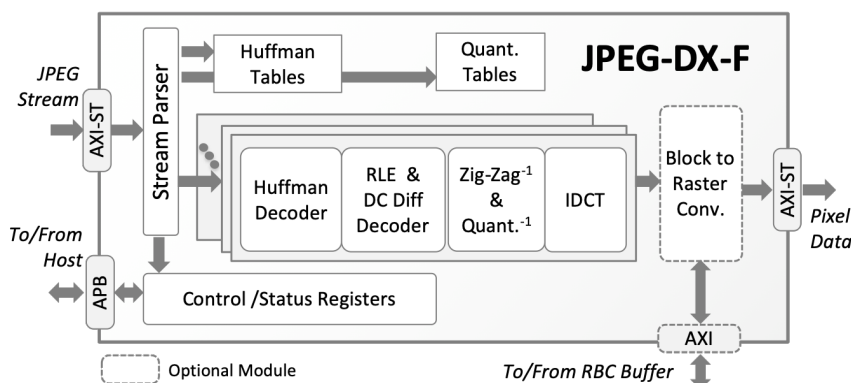 JPEG-DX-F
JPEG
Stream
AXI-ST
Stream Parser
Huffman
Tables
Quant.
Tables
Huffman
Decoder
RLE &
DC Diff
Decoder
Zig-Zag⁻¹
&
Quant.⁻¹
IDCT
Block to
Raster
Conv.
AXI-ST
Pixel
Data
To/From
Host
APB
Control /Status Registers
AXI
Optional Module
To/From RBC Buffer